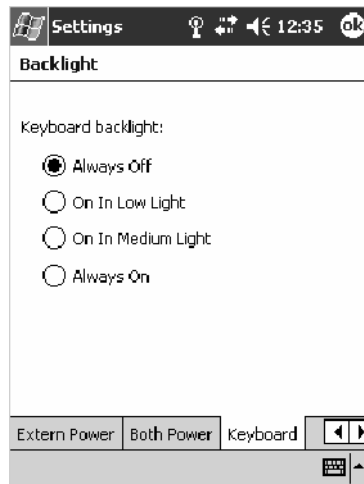 Settings 12:35 ok
Backlight
Keyboard backlight:
Always Off
On In Low Light
On In Medium Light
Always On
Extern Power Both Power Keyboard